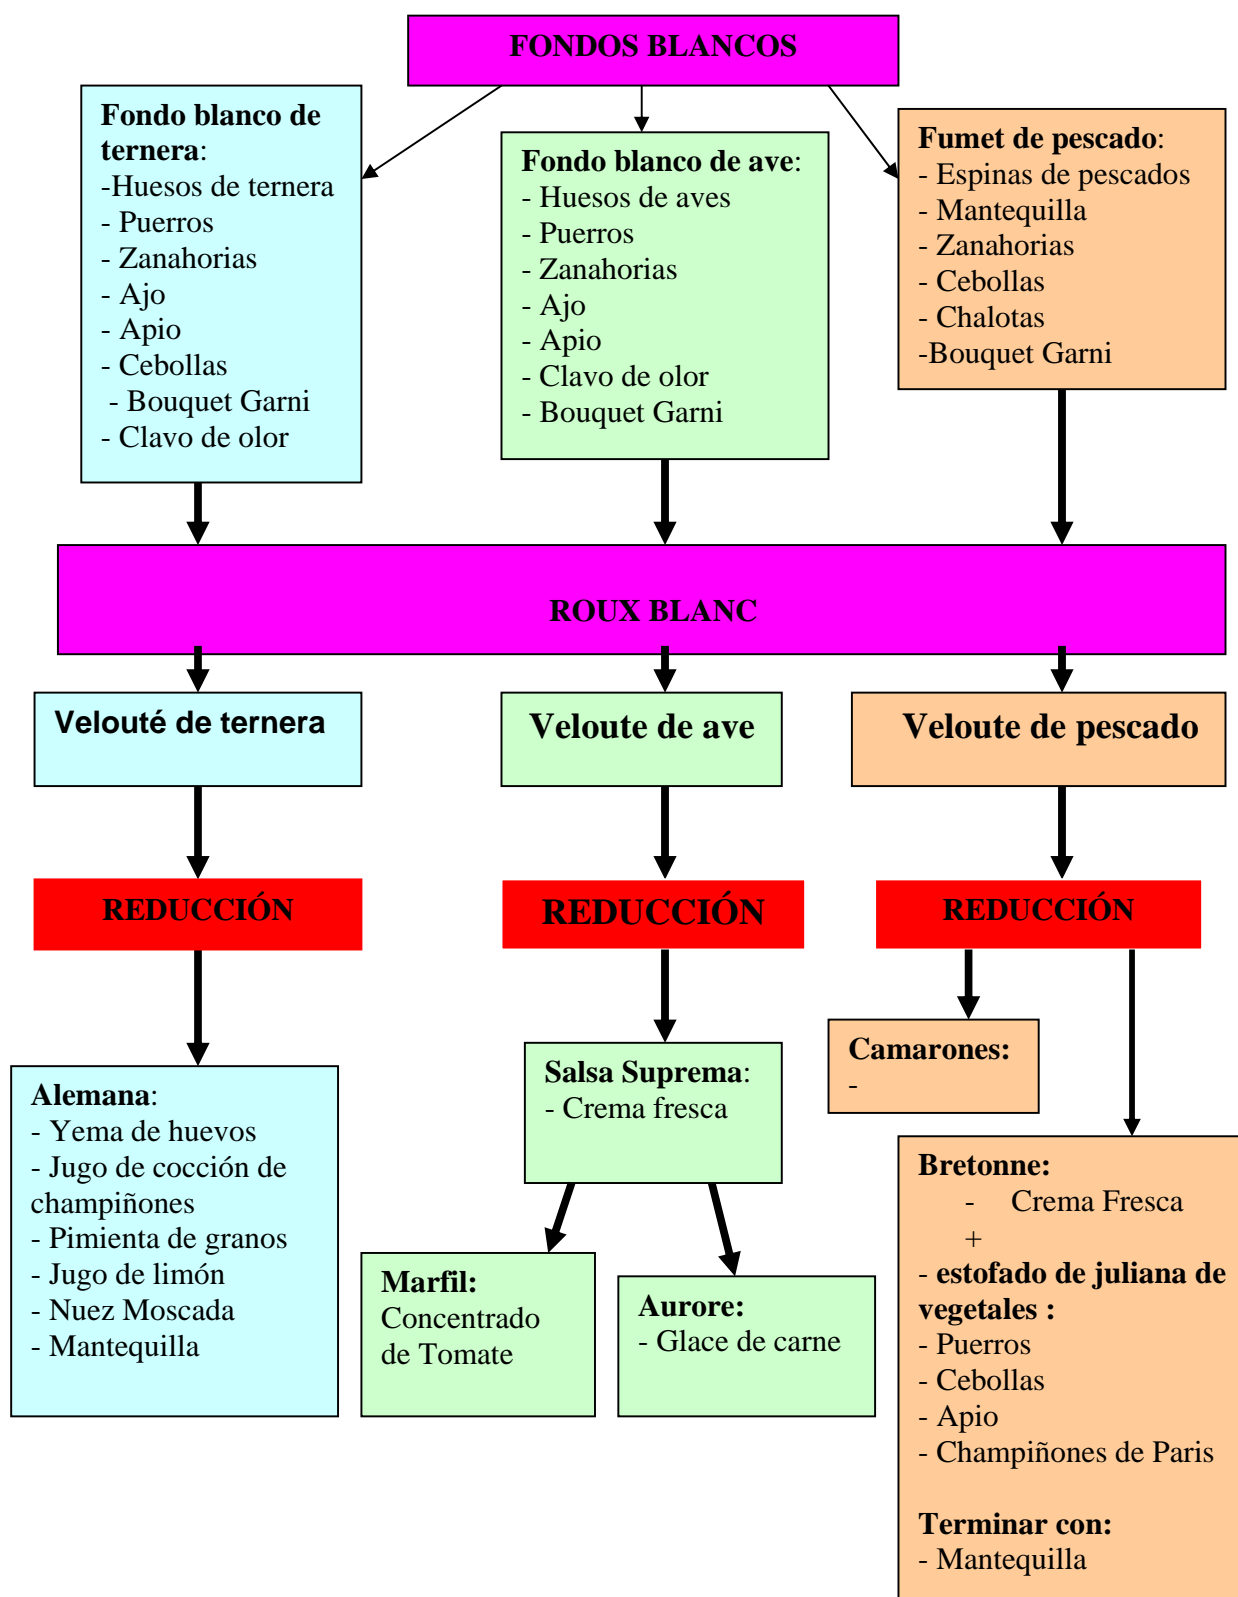 FONDOS BLANCOS
Fondo blanco de
ternera:
-Huesos de ternera
- Puerros
- Zanahorias
- Ajo
- Apio
- Cebollas
- Bouquet Garni
- Clavo de olor
Fondo blanco de ave:
- Huesos de aves
- Puerros
- Zanahorias
- Ajo
- Apio
- Clavo de olor
- Bouquet Garni
Fumet de pescado:
- Espinas de pescados
- Mantequilla
- Zanahorias
- Cebollas
- Chalotas
-Bouquet Garni
ROUX BLANC
Velouté de ternera
Veloute de ave
Veloute de pescado
REDUCCIÓN
REDUCCIÓN
REDUCCIÓN
Alemana:
- Yema de huevos
- Jugo de cocción de
champiñones
- Pimienta de granos
- Jugo de limón
- Nuez Moscada
- Mantequilla
Salsa Suprema:
- Crema fresca
Marfil:
Concentrado
de Tomate
Aurore:
- Glace de carne
Camarones:
-
Bretonne:
- Crema Fresca
+
- estofado de juliana de
vegetales :
- Puerros
- Cebollas
- Apio
- Champiñones de Paris
Terminar con:
- Mantequilla